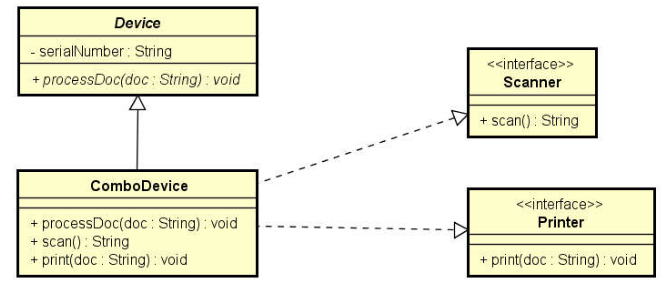 Device
- serialNumber : String
+ processDoc(doc : String) : void
<<interface>>
Scanner
+ scan() : String
ComboDevice
+ processDoc(doc : String) : void
+ scan() : String
+ print(doc : String) : void
<<interface>>
Printer
+ print(doc : String) : void